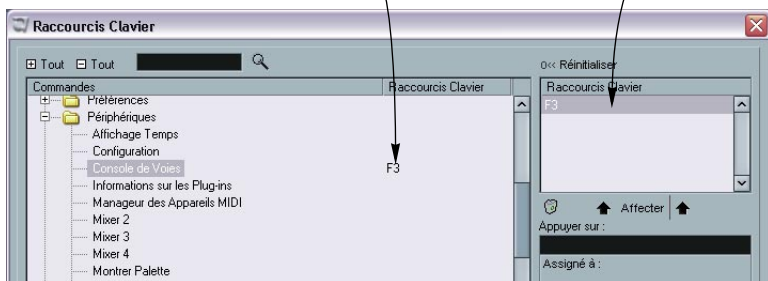 Raccourcis Clavier
Tout Tout
0<< Réinitialiser
Commandes Raccourcis Clavier
Préférences
Périphériques
Affichage Temps
Configuration
Console de Voies F3
Informations sur les Plug-ins
Manageur des Appareils MIDI
Mixer 2
Mixer 3
Mixer 4
Montrer Palette
Raccourcis Clavier
F3
Affecter
Appuyer sur :
Assigné à :